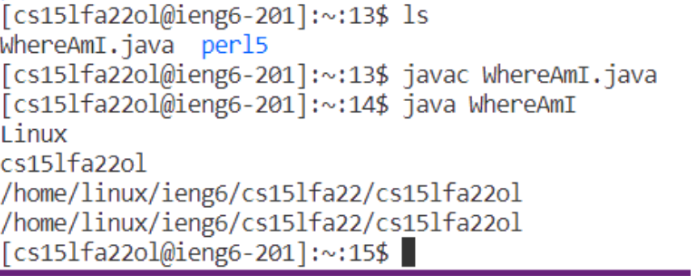 [cs15lfa22ol@ieng6-201]:~:13$ ls
WhereAmI.java  perl5
[cs15lfa22ol@ieng6-201]:~:13$ javac WhereAmI.java
[cs15lfa22ol@ieng6-201]:~:14$ java WhereAmI
Linux
cs15lfa22ol
/home/linux/ieng6/cs15lfa22/cs15lfa22ol
/home/linux/ieng6/cs15lfa22/cs15lfa22ol
[cs15lfa22ol@ieng6-201]:~:15$